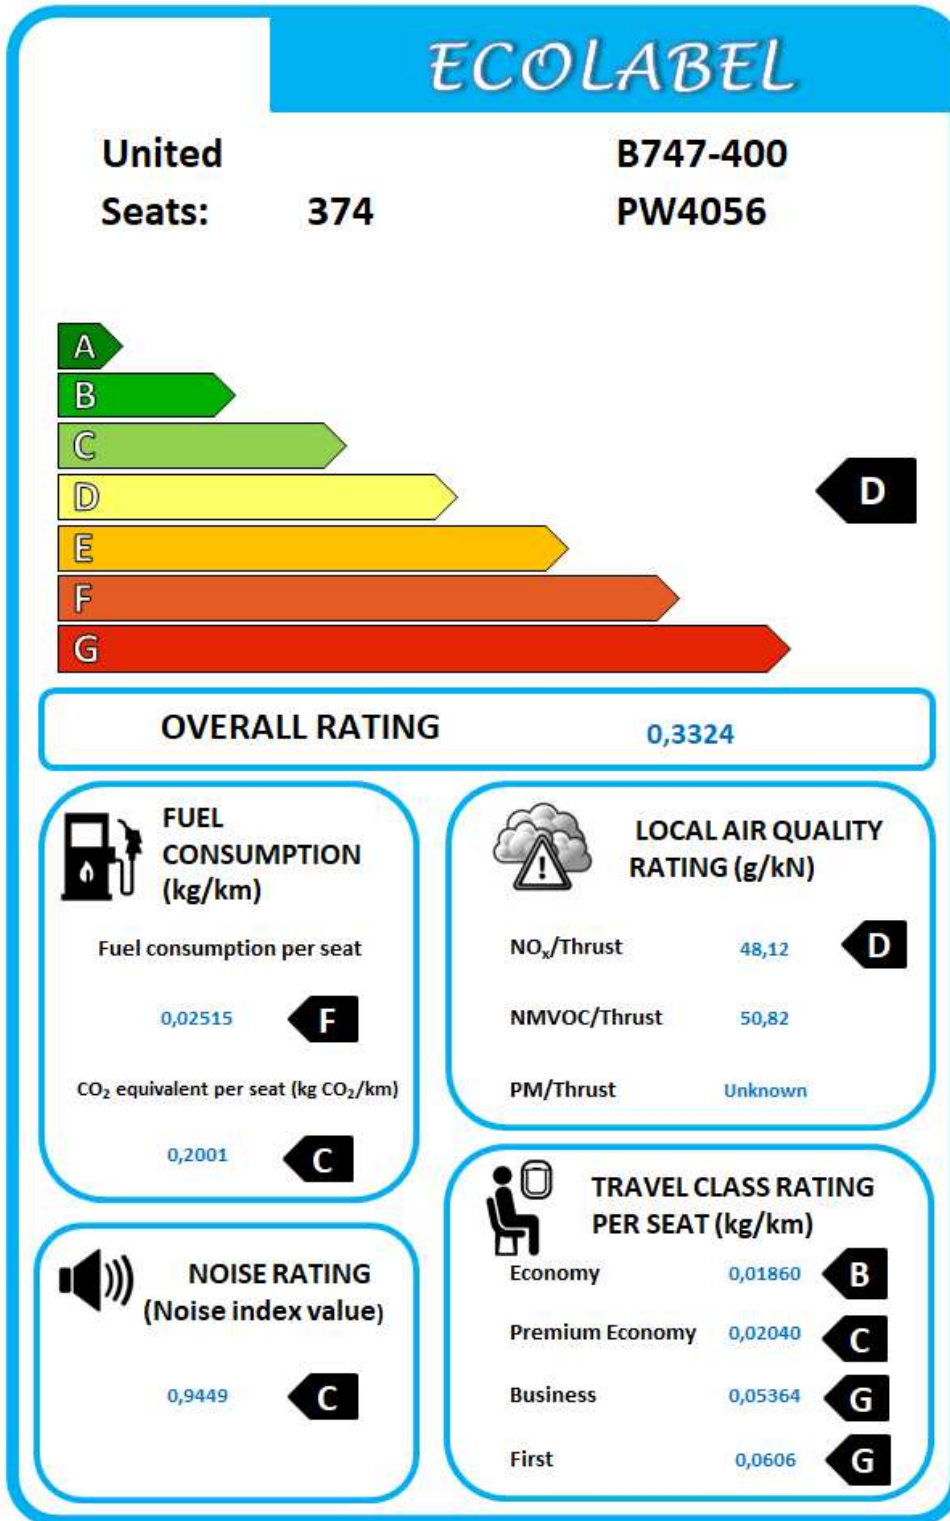 ECOLABEL
United B747-400
Seats: 374 PW4056
A
B
C
D
D
E
F
G
OVERALL RATING 0,3324
FUEL
CONSUMPTION
(kg/km)
Fuel consumption per seat
0,02515 F
CO₂ equivalent per seat (kg CO₂/km)
0,2001 C
LOCAL AIR QUALITY
RATING (g/kN)
NOₓ/Thrust 48,12 D
NMVOC/Thrust 50,82
PM/Thrust Unknown
NOISE RATING
(Noise index value)
0,9449 C
TRAVEL CLASS RATING
PER SEAT (kg/km)
Economy 0,01860 B
Premium Economy 0,02040 C
Business 0,05364 G
First 0,0606 G